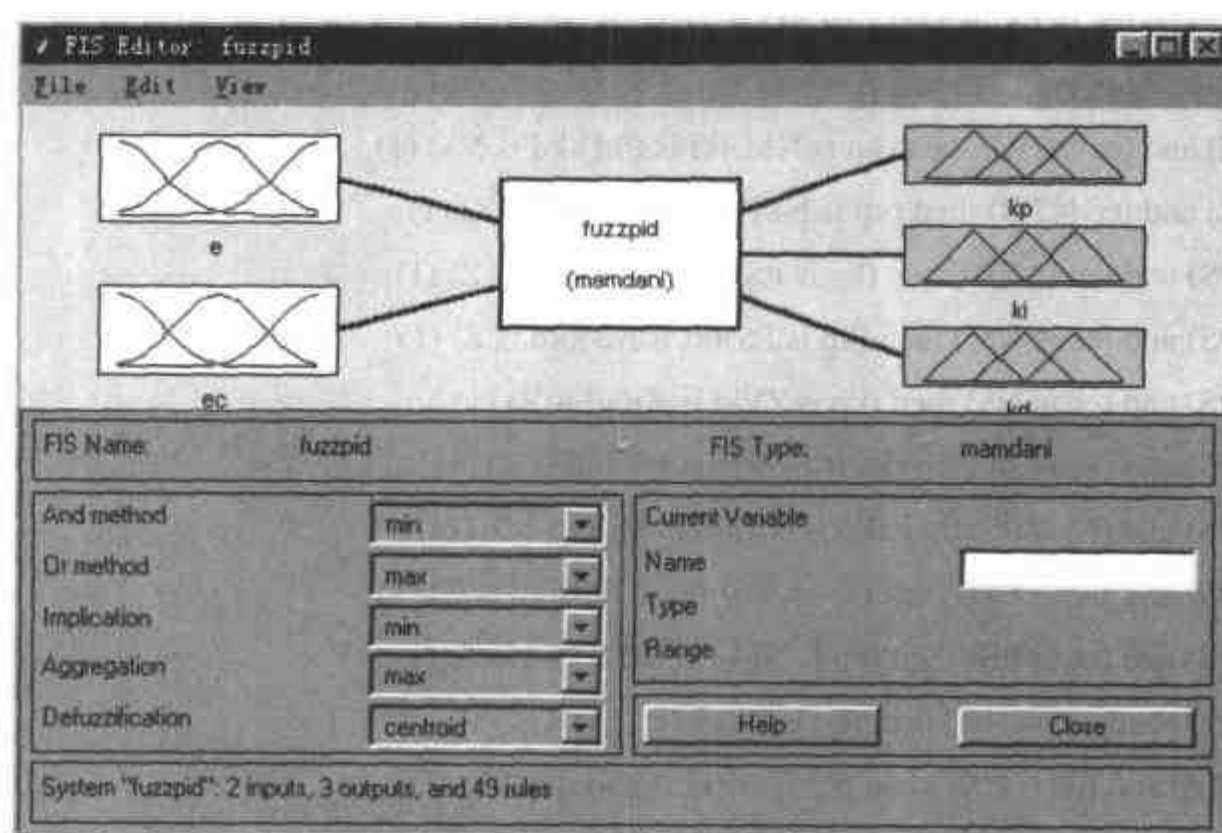 FIS Editor fuzzpid
File Edit View
e
ec
fuzzpid
(mamdani)
kp
ki
kd
FIS Name: fuzzpid FIS Type: mamdani
And method min
Or method max
Implication min
Aggregation max
Defuzzification centroid
Current Variable
Name
Type
Range
Help Close
System "fuzzpid": 2 inputs, 3 outputs, and 49 rules